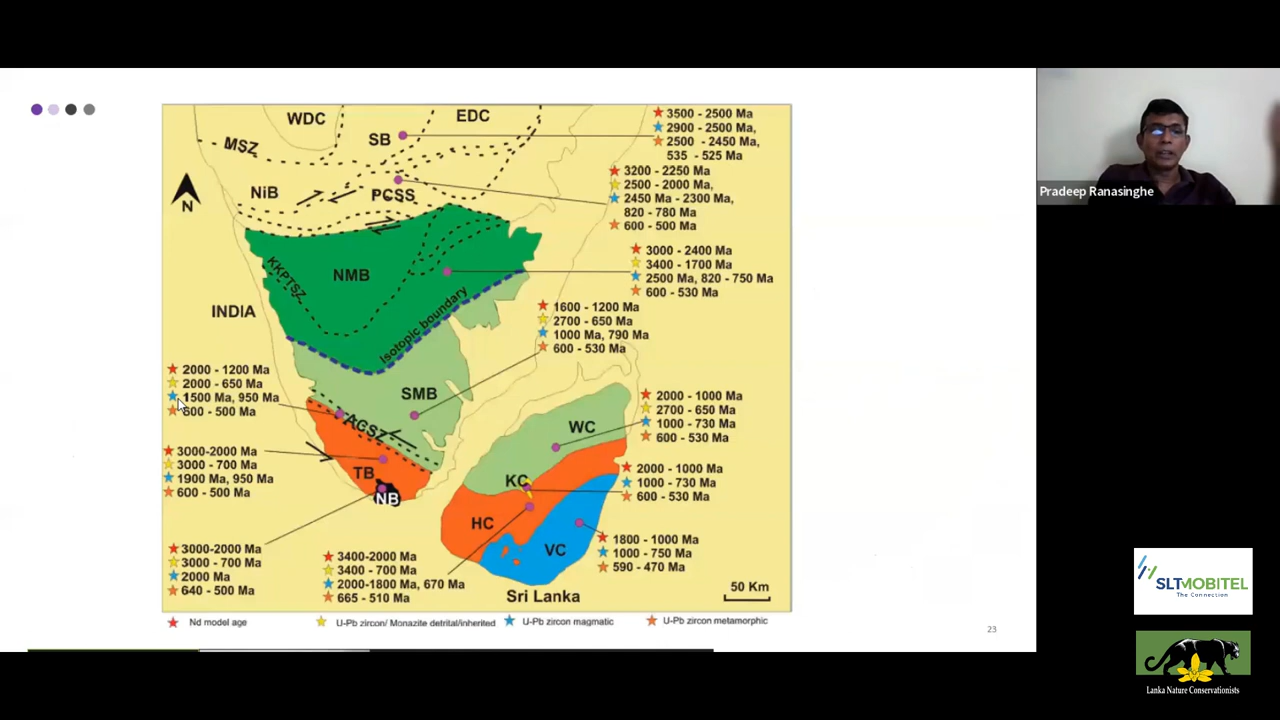 WDC
EDC
SB
MSZ
NiB
PCSS
N
3500 - 2500 Ma
2900 - 2500 Ma,
2500 - 2450 Ma,
535 - 525 Ma
3200 - 2250 Ma
2500 - 2000 Ma,
2450 Ma - 2300 Ma,
820 - 780 Ma
600 - 500 Ma
KKPTSZ
NMB
3000 - 2400 Ma
3400 - 1700 Ma
2500 Ma, 820 - 750 Ma
600 - 530 Ma
INDIA
Isotopic boundary
1600 - 1200 Ma
2700 - 650 Ma
1000 Ma, 790 Ma
600 - 530 Ma
2000 - 1200 Ma
2000 - 650 Ma
1500 Ma, 950 Ma
600 - 500 Ma
SMB
ACSZ
2000 - 1000 Ma
2700 - 650 Ma
1000 - 730 Ma
600 - 530 Ma
WC
3000-2000 Ma
3000 - 700 Ma
1900 Ma, 950 Ma
600 - 500 Ma
TB
NB
KC
2000 - 1000 Ma
1000 - 730 Ma
600 - 530 Ma
HC
VC
3000-2000 Ma
3000 - 700 Ma
2000 Ma
640 - 500 Ma
3400-2000 Ma
3400 - 700 Ma
2000-1800 Ma, 670 Ma
665 - 510 Ma
1800 - 1000 Ma
1000 - 750 Ma
590 - 470 Ma
Sri Lanka
50 Km
Nd model age
U-Pb zircon/ Monazite detrital/inherited
U-Pb zircon magmatic
U-Pb zircon metamorphic
23
Pradeep Ranasinghe
SLTMOBITEL
The Connection
Lanka Nature Conservationists